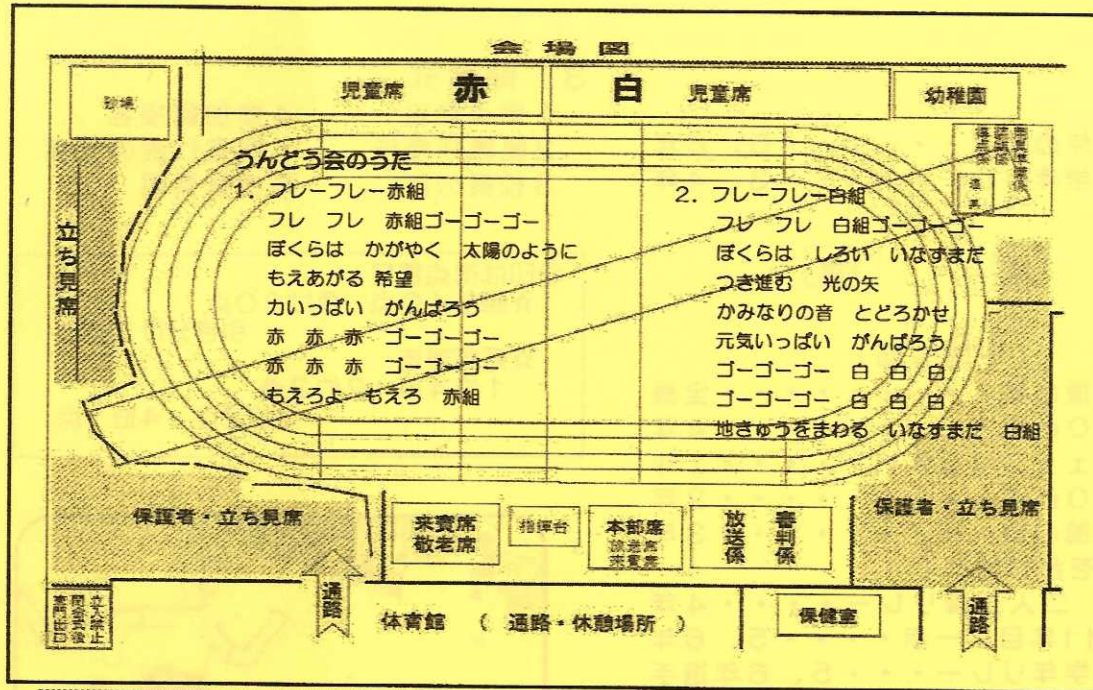 会場図
砂場
児童席 赤
白 児童席
幼稚園
立ち見席
うんどう会のうた
1. フレーフレー赤組
フレ フレ 赤組ゴーゴーゴー
ぼくらは かがやく 太陽のように
もえあがる 希望
力いっぱい がんばろう
赤 赤 赤 ゴーゴーゴー
赤 赤 赤 ゴーゴーゴー
もえろよ もえろ 赤組
2. フレーフレー白組
フレ フレ 白組ゴーゴーゴー
ぼくらは しろい いなずまだ
つき進む 光の矢
かみなりの音 とどろかせ
元気いっぱい がんばろう
ゴーゴーゴー 白 白 白
ゴーゴーゴー 白 白 白
地きゅうをまわる いなずまだ 白組
得点係
保護者・立ち見席
来賓席
敬老席
指揮台
本部席
来賓席
放送係
審判係
保護者・立ち見席
立入禁止
通路
体育館 ( 通路・休憩場所 )
保健室
通路